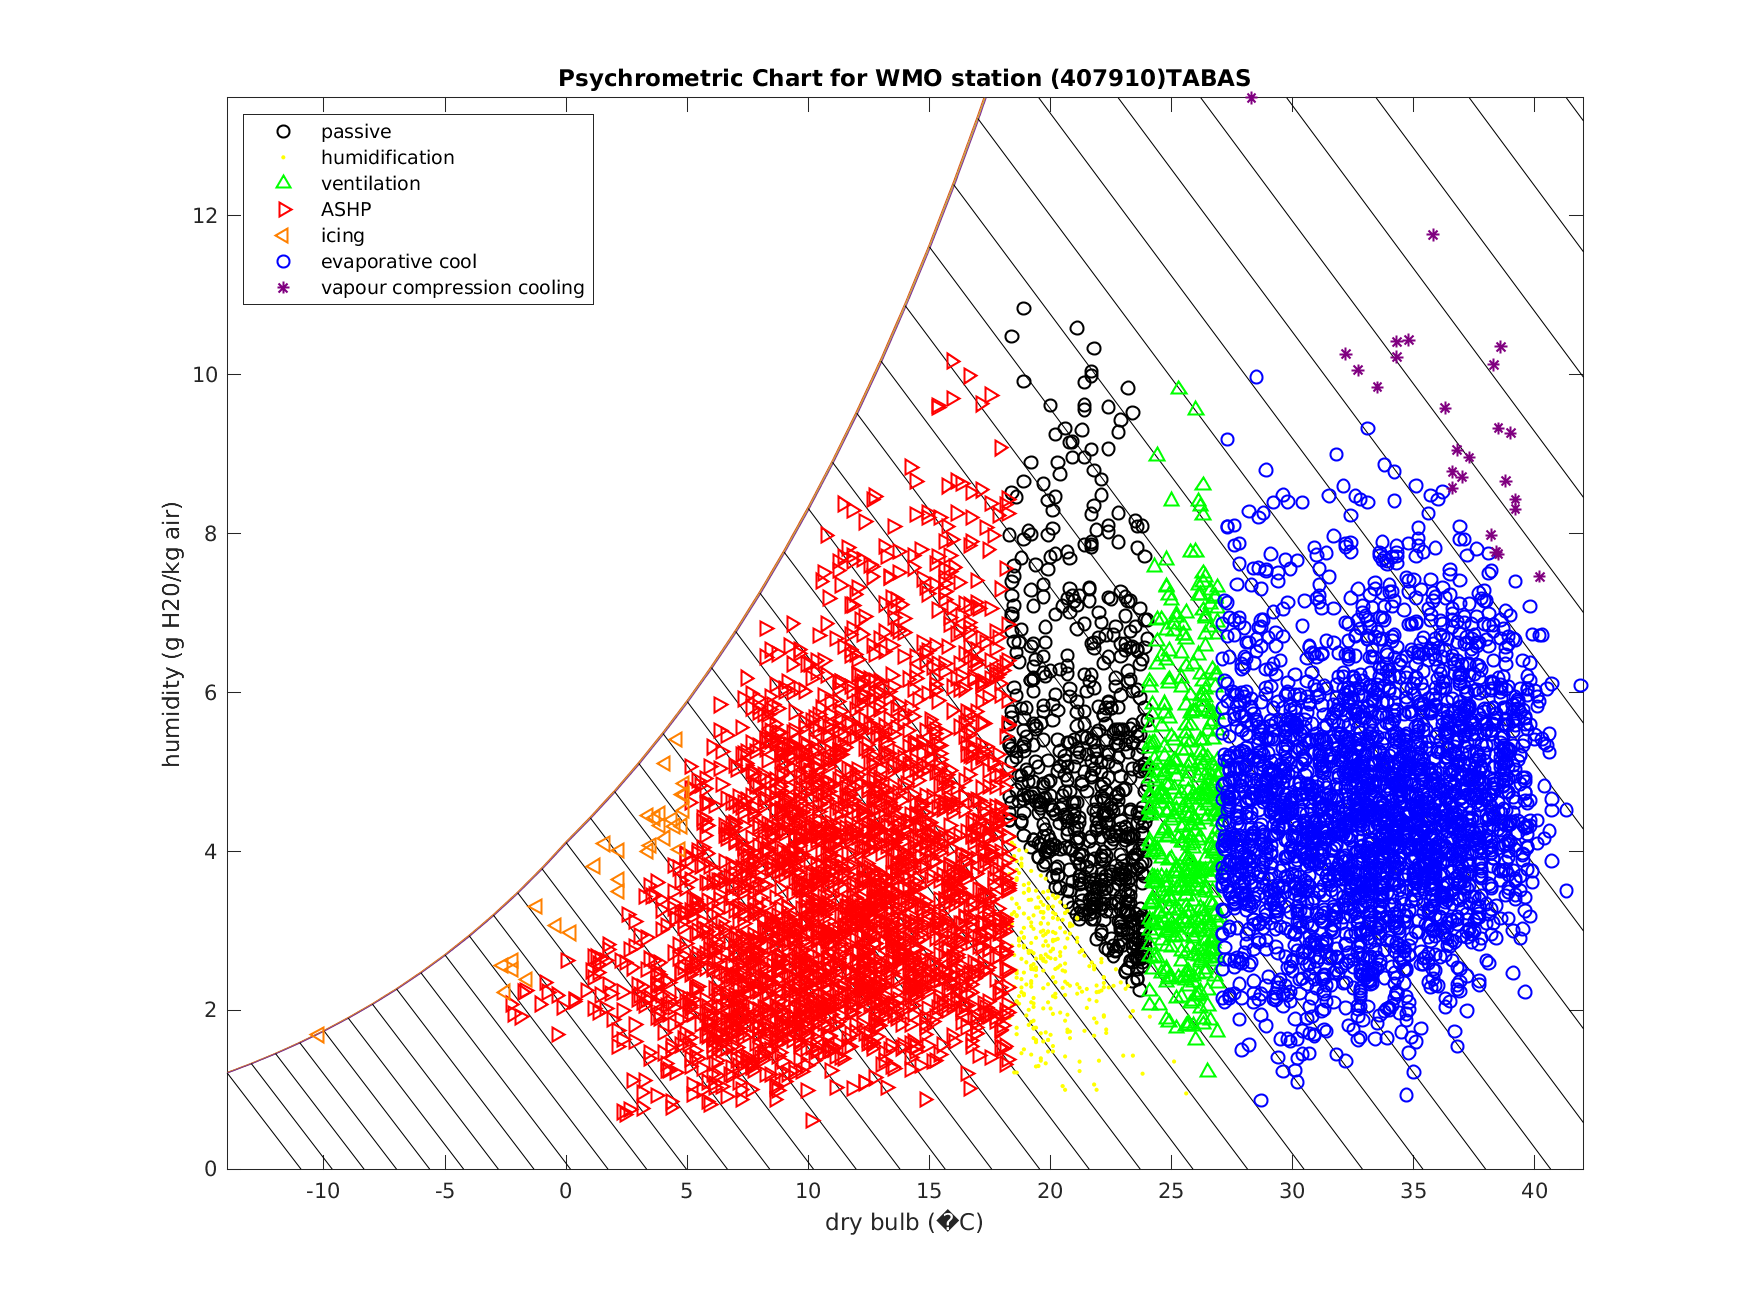 Psychrometric Chart for WMO station (407910)TABAS
passive
humidification
ventilation
ASHP
icing
evaporative cool
vapour compression cooling
humidity (g H20/kg air)
12
10
8
6
4
2
0
-10 -5 0 5 10 15 20 25 30 35 40
dry bulb (�C)